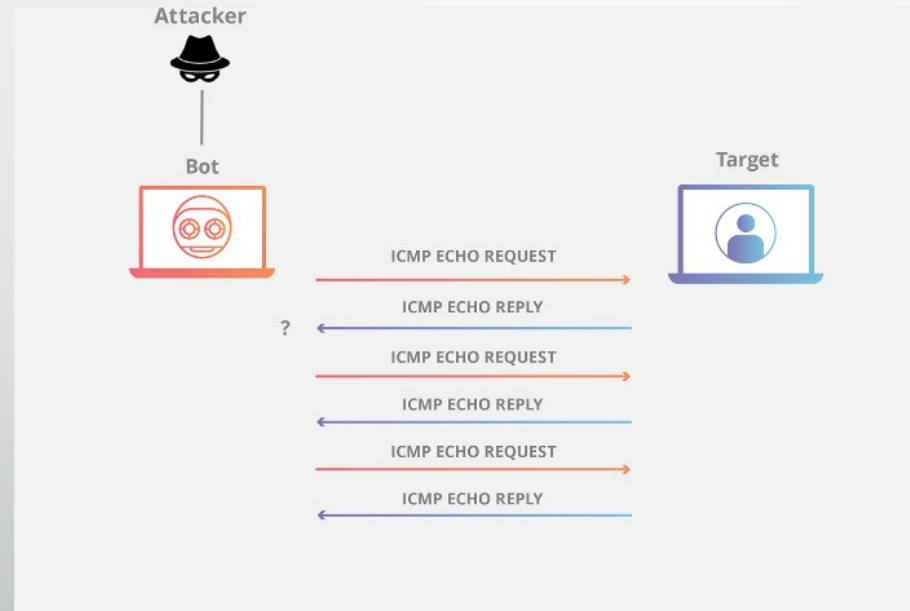 Attacker
Bot
Target
ICMP ECHO REQUEST
ICMP ECHO REPLY
?
ICMP ECHO REQUEST
ICMP ECHO REPLY
ICMP ECHO REQUEST
ICMP ECHO REPLY